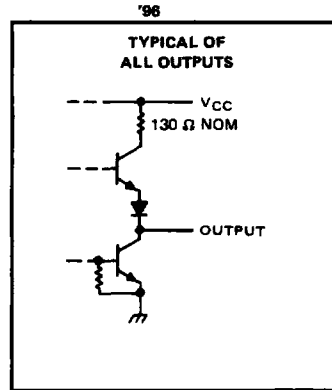 '96
TYPICAL OF
ALL OUTPUTS
VCC
130 Ω NOM
OUTPUT